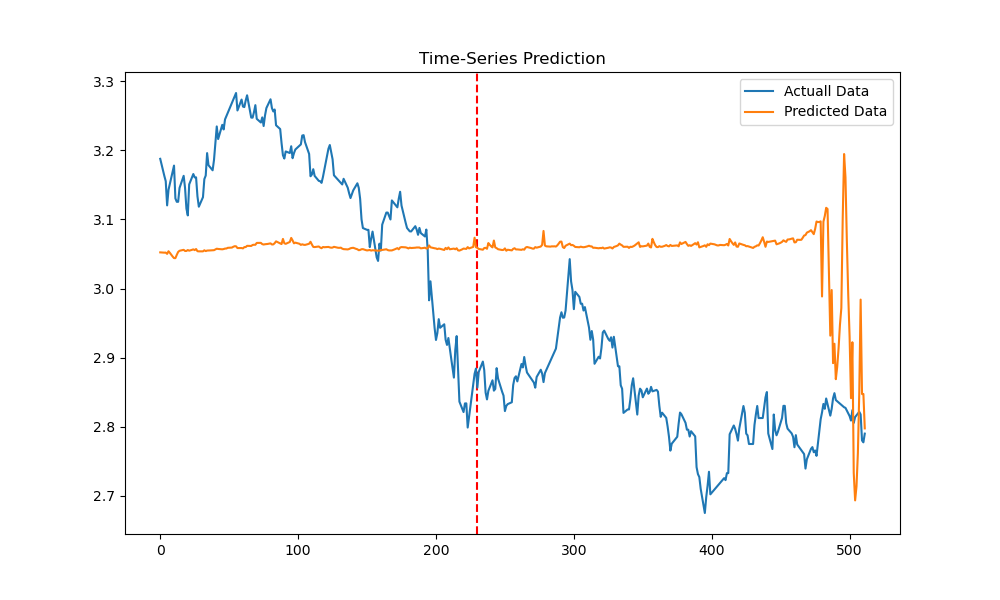 Time-Series Prediction
Actuall Data
Predicted Data
3.3
3.2
3.1
3.0
2.9
2.8
2.7
0 100 200 300 400 500